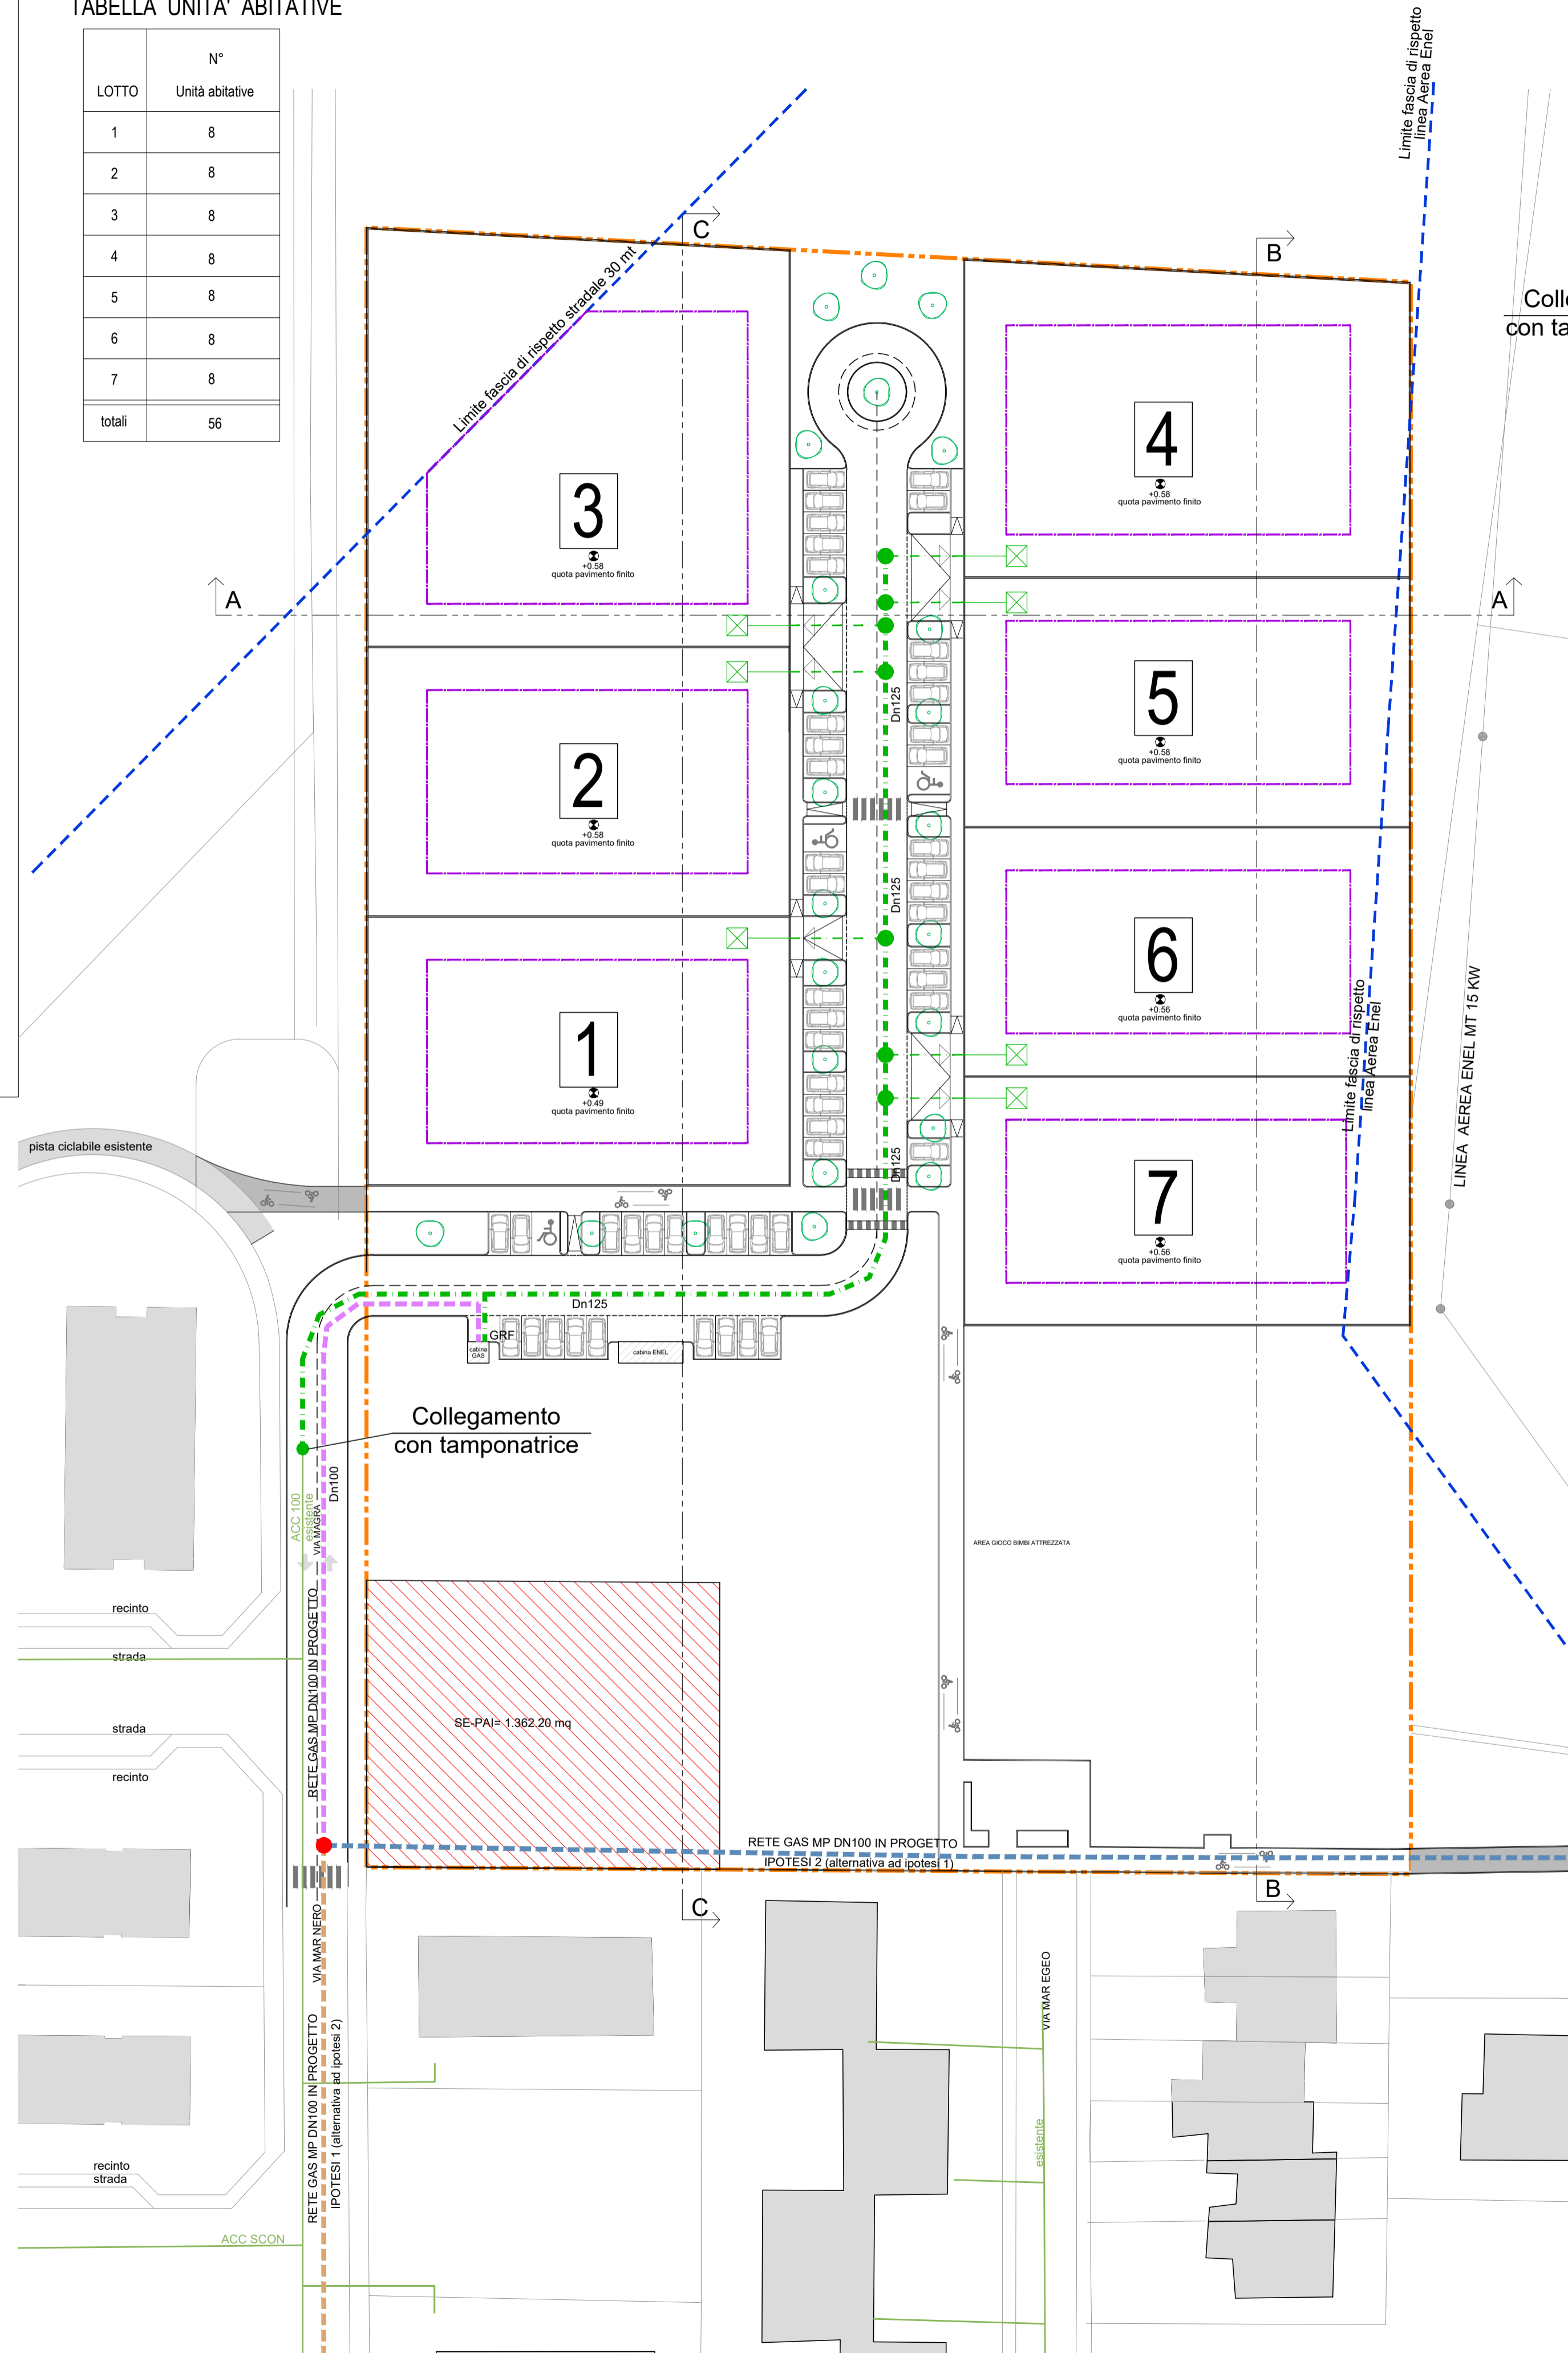 TABELLA UNITA' ABITATIVE
LOTTO
N°
Unità abitative
1 8
2 8
3 8
4 8
5 8
6 8
7 8
totali 56
Limite fascia di rispetto
linea Aerea Enel
C
B
Limite fascia di rispetto stradale 30 mt
con
3
+0.58
quota pavimento finito
4
+0.58
quota pavimento finito
A
A
Dn125
5
+0.58
quota pavimento finito
2
+0.58
quota pavimento finito
Dn125
6
+0.56
quota pavimento finito
1
+0.49
quota pavimento finito
Limite fascia di rispetto
linea Aerea Enel
LINEA AEREA ENEL MT 15 KW
pista ciclabile esistente
Dn125
7
+0.56
quota pavimento finito
Dn125
GRF
cabina
GAS
cabina ENEL
Collegamento
con tamponatrice
Dn100
ACC 100
esistente
VIA MAGRA
AREA GIOCO BIMBI ATTREZZATA
recinto
strada
RETE GAS MP DN100 IN PROGETTO
SE-PAI= 1.362.20 mq
strada
recinto
RETE GAS MP DN100 IN PROGETTO
IPOTESI 2 (alternativa ad ipotesi 1)
C
B
VIA MAR NERO
VIA MAR EGEO
RETE GAS MP DN100 IN PROGETTO
IPOTESI 1 (alternativa ad ipotesi 2)
esistente
recinto
strada
ACC SCON